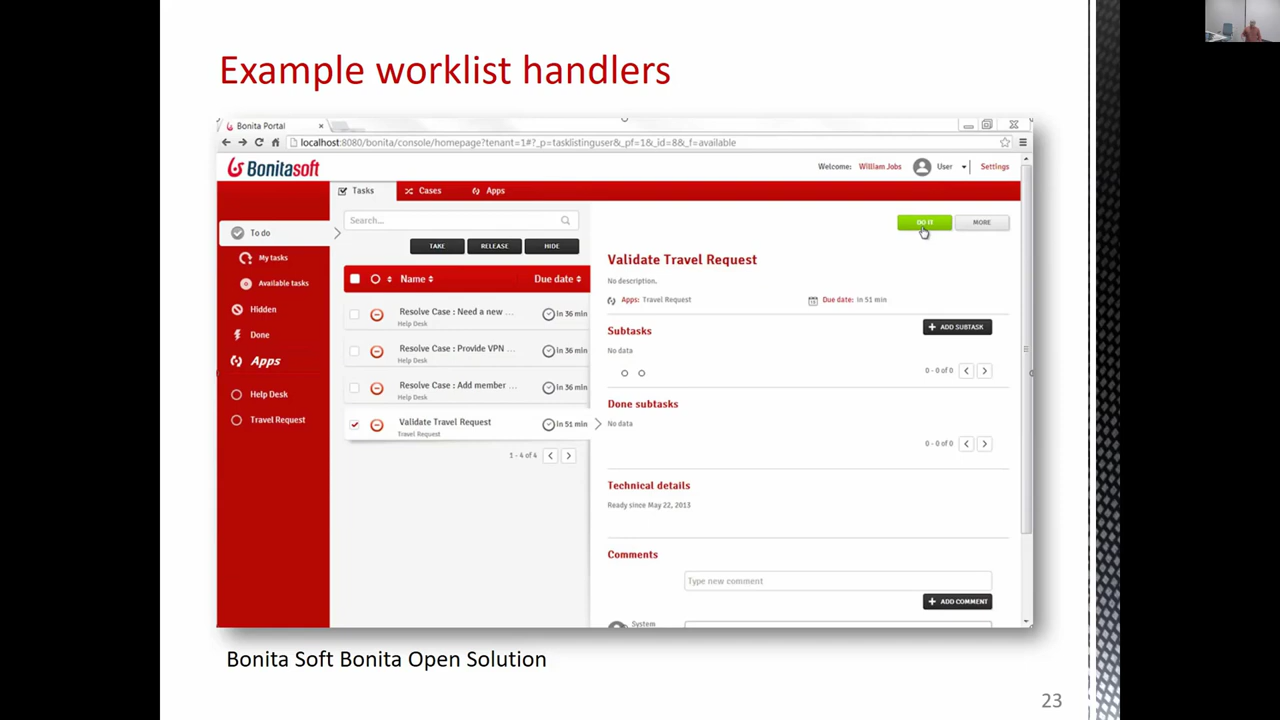 Example worklist handlers
Bonita Portal
localhost:8080/bonita/console/homepage?tenant=1#?_p=tasklistinguser&_pf=1&_id=8&_f=available
Bonitasoft
Welcome: William Jobs User Settings
Tasks Cases Apps
Search...
DO IT MORE
To do
TAKE RELEASE HIDE
My tasks
Validate Travel Request
Name Due date
Available tasks
No description.
Apps: Travel Request Due date: in 51 min
Hidden
Resolve Case : Need a new ... in 36 min
Help Desk
ADD SUBTASK
Subtasks
Done
Resolve Case : Provide VPN ... in 36 min
Help Desk
No data
Apps
0 - 0 of 0
Resolve Case : Add member ... in 36 min
Help Desk
Help Desk
Done subtasks
Travel Request
Validate Travel Request in 51 min
Travel Request
No data
0 - 0 of 0
1 - 4 of 4
Technical details
Ready since May 22, 2013
Comments
Type new comment
ADD COMMENT
System
Bonita Soft Bonita Open Solution
23